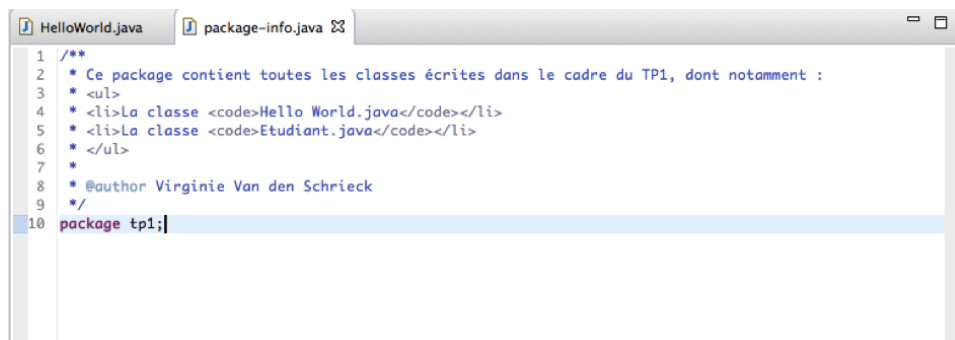 HelloWorld.java package-info.java
1 /**
2  * Ce package contient toutes les classes écrites dans le cadre du TP1, dont notamment :
3  * <ul>
4  * <li>La classe <code>Hello World.java</code></li>
5  * <li>La classe <code>Etudiant.java</code></li>
6  * </ul>
7  *
8  * @author Virginie Van den Schrieck
9  */
10 package tp1;